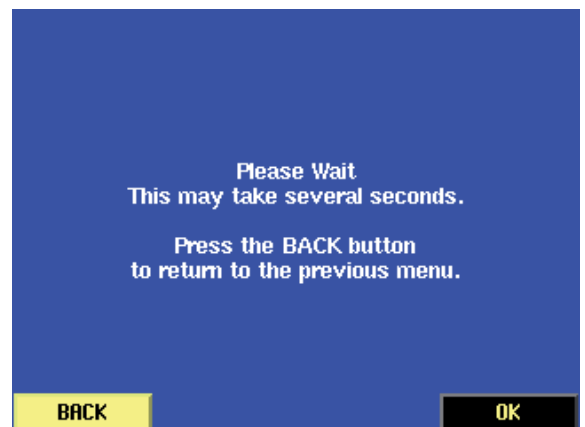 Please Wait
This may take several seconds.
Press the BACK button
to return to the previous menu.
BACK
OK